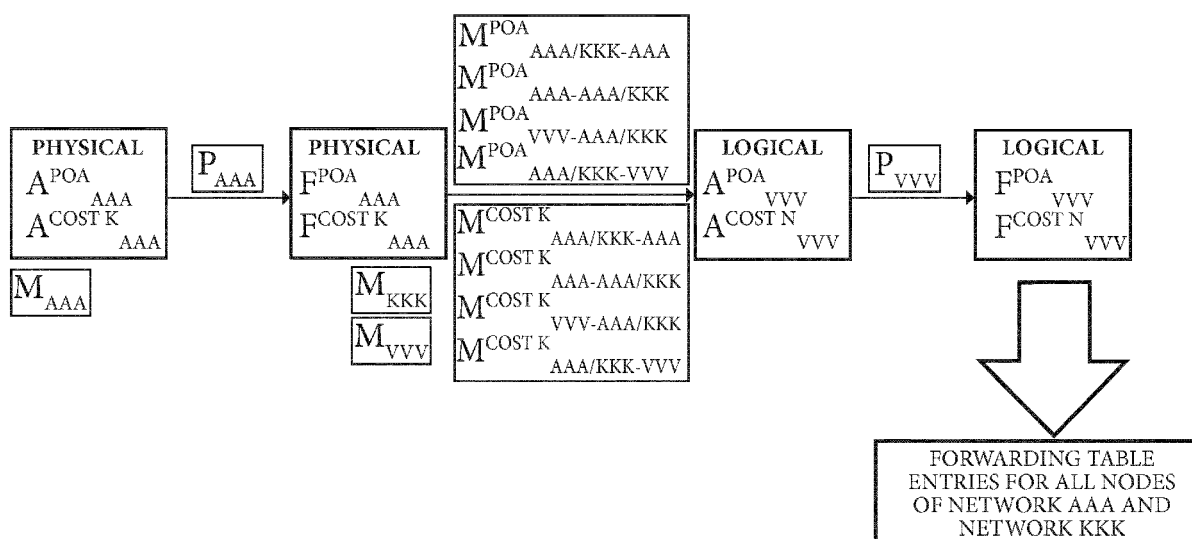 M^POA AAA/KKK-AAA
M^POA AAA-AAA/KKK
M^POA VVV-AAA/KKK
M^POA AAA/KKK-VVV
PHYSICAL
A^POA AAA
A^COST K AAA
P_AAA
PHYSICAL
F^POA AAA
F^COST K AAA
LOGICAL
A^POA VVV
A^COST N VVV
P_VVV
LOGICAL
F^POA VVV
F^COST N VVV
M_AAA
M_KKK
M_VVV
M^COST K AAA/KKK-AAA
M^COST K AAA-AAA/KKK
M^COST K VVV-AAA/KKK
M^COST K AAA/KKK-VVV
FORWARDING TABLE
ENTRIES FOR ALL NODES
OF NETWORK AAA AND
NETWORK KKK